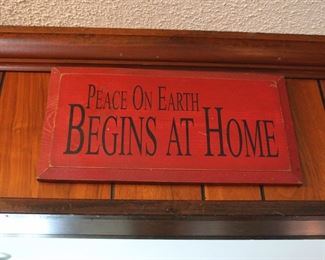 Peace On Earth
Begins at Home